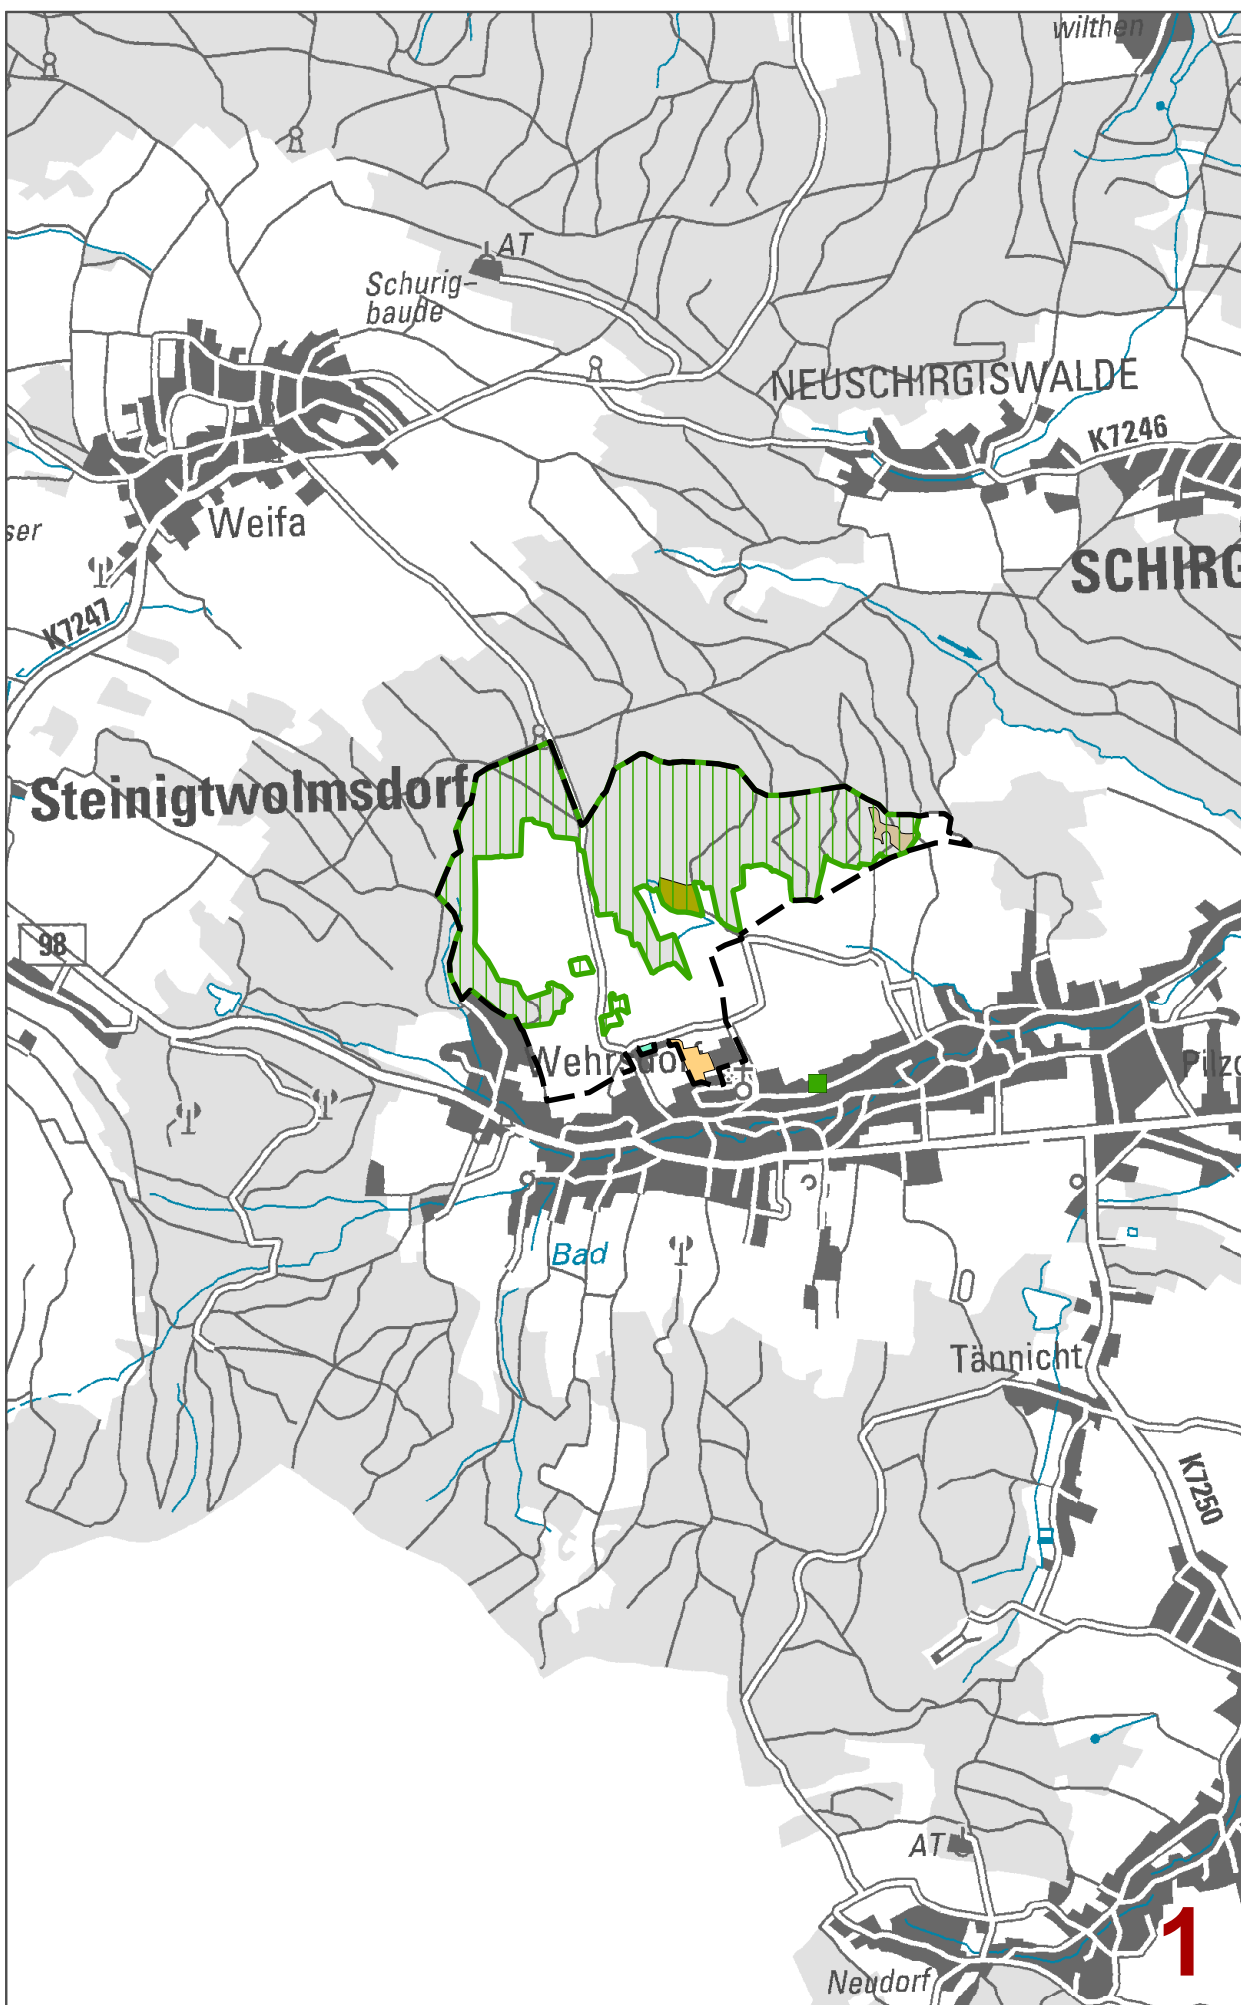 wilthen
AT
Schurig-
baude
NEUSCHIRGISWALDE
K7246
Weifa
ser
SCHIRG
K7247
Steinigtwolmsdorf
98
Wehrsdorf
Pilz
Bad
Tännicht
K7250
AT
1
Neudorf